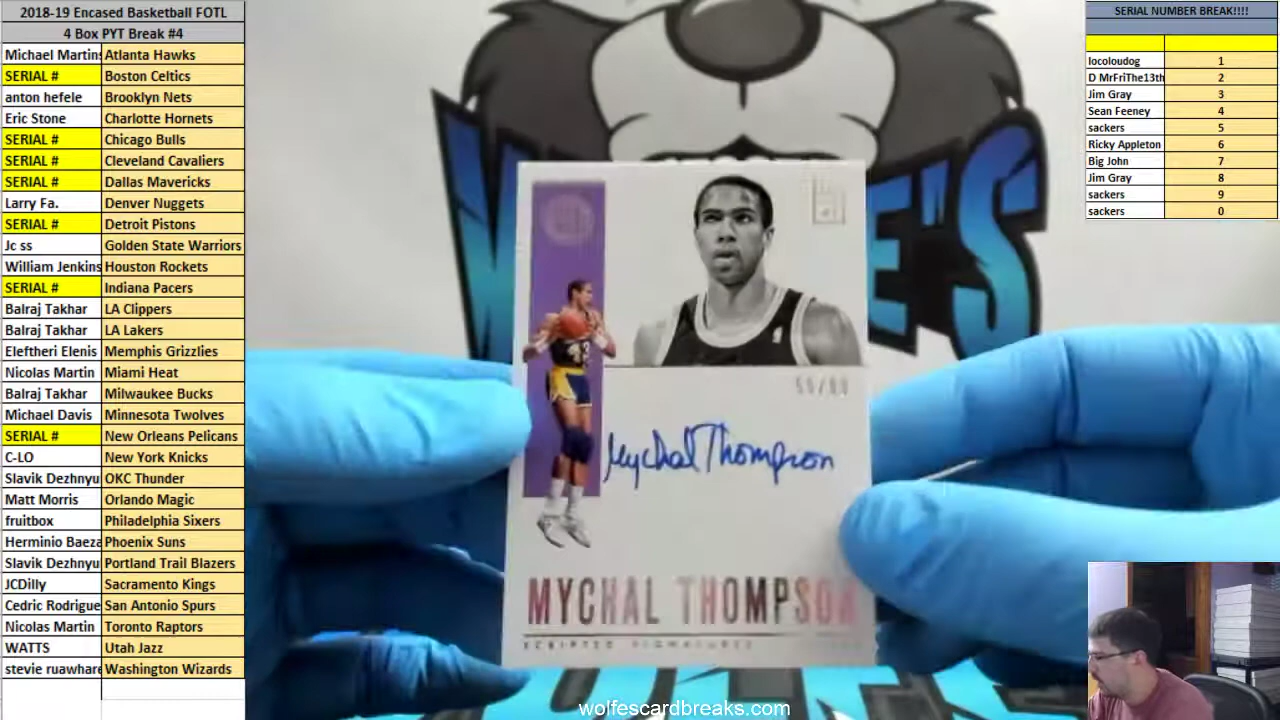 2018-19 Encased Basketball FOTL
4 Box PYT Break #4
Michael Martins Atlanta Hawks
SERIAL # Boston Celtics
anton hefele Brooklyn Nets
Eric Stone Charlotte Hornets
SERIAL # Chicago Bulls
SERIAL # Cleveland Cavaliers
SERIAL # Dallas Mavericks
Larry Fa. Denver Nuggets
SERIAL # Detroit Pistons
Jc ss Golden State Warriors
William Jenkins Houston Rockets
SERIAL # Indiana Pacers
Balraj Takhar LA Clippers
Balraj Takhar LA Lakers
Eleftheri Elenis Memphis Grizzlies
Nicolas Martin Miami Heat
Balraj Takhar Milwaukee Bucks
Michael Davis Minnesota Twolves
SERIAL # New Orleans Pelicans
C-LO New York Knicks
Slavik Dezhnyu OKC Thunder
Matt Morris Orlando Magic
fruitbox Philadelphia Sixers
Herminio Baeza Phoenix Suns
Slavik Dezhnyu Portland Trail Blazers
JCDilly Sacramento Kings
Cedric Rodrigue San Antonio Spurs
Nicolas Martin Toronto Raptors
WATTS Utah Jazz
stevie ruawhare Washington Wizards
SERIAL NUMBER BREAK!!!!
locoloudog 1
D MrFriThe13th 2
Jim Gray 3
Sean Feeney 4
sackers 5
Ricky Appleton 6
Big John 7
Jim Gray 8
sackers 9
sackers 0
43
Mychal Thompson
MYCHAL THOMPSON
SCRIPTED SIGNATURES
wolfescardbreaks.com